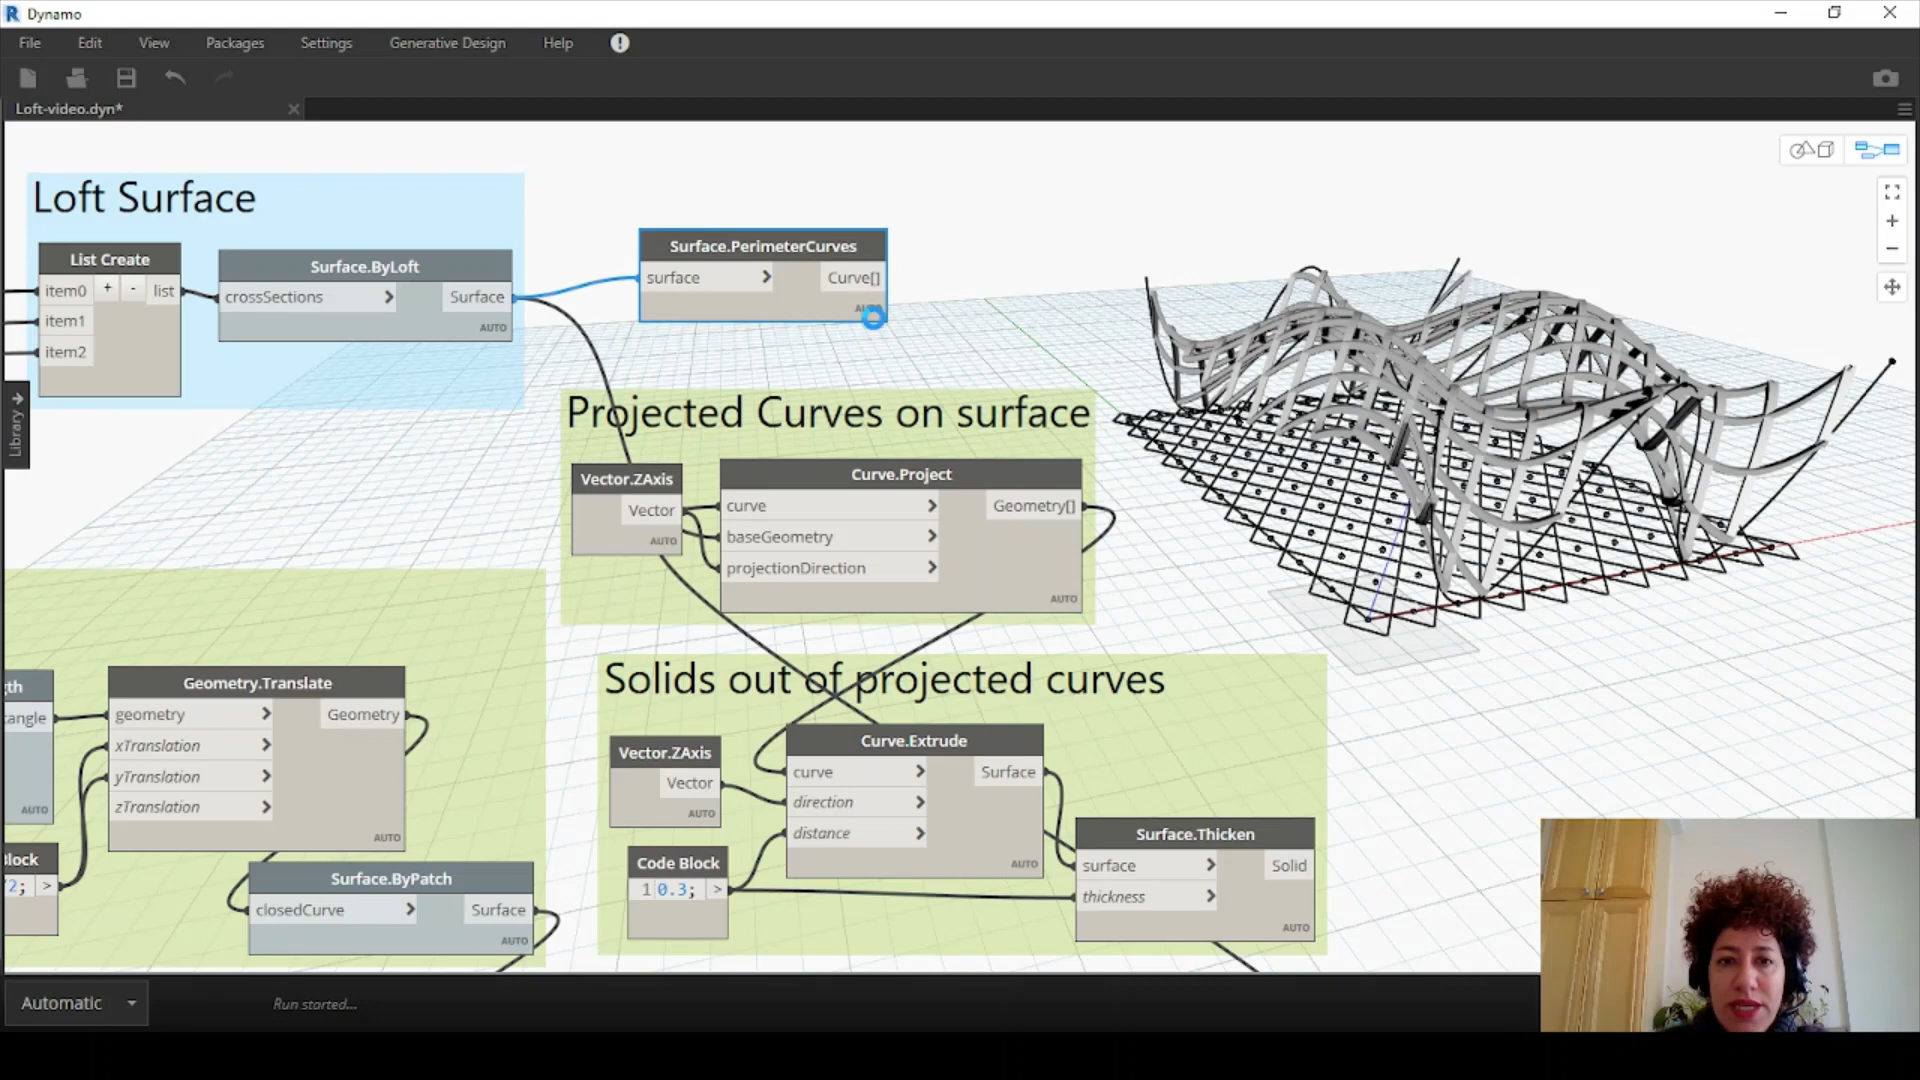 R Dynamo
File Edit View Packages Settings Generative Design Help !
Loft-video.dyn*
Loft Surface
List Create
item0 + - list
item1
item2
Surface.ByLoft
crossSections > Surface
AUTO
Surface.PerimeterCurves
surface > Curve[]
Library
Projected Curves on surface
Vector.ZAxis
Vector
AUTO
Curve.Project
curve > Geometry[]
baseGeometry >
projectionDirection >
AUTO
angle
AUTO
Geometry.Translate
geometry > Geometry
xTranslation >
yTranslation >
zTranslation >
AUTO
2; >
Surface.ByPatch
closedCurve > Surface
AUTO
Solids out of projected curves
Vector.ZAxis
Vector
AUTO
Code Block
1 0.3; >
Curve.Extrude
curve > Surface
direction >
distance >
AUTO
Surface.Thicken
surface > Solid
thickness >
AUTO
Automatic
Run started...